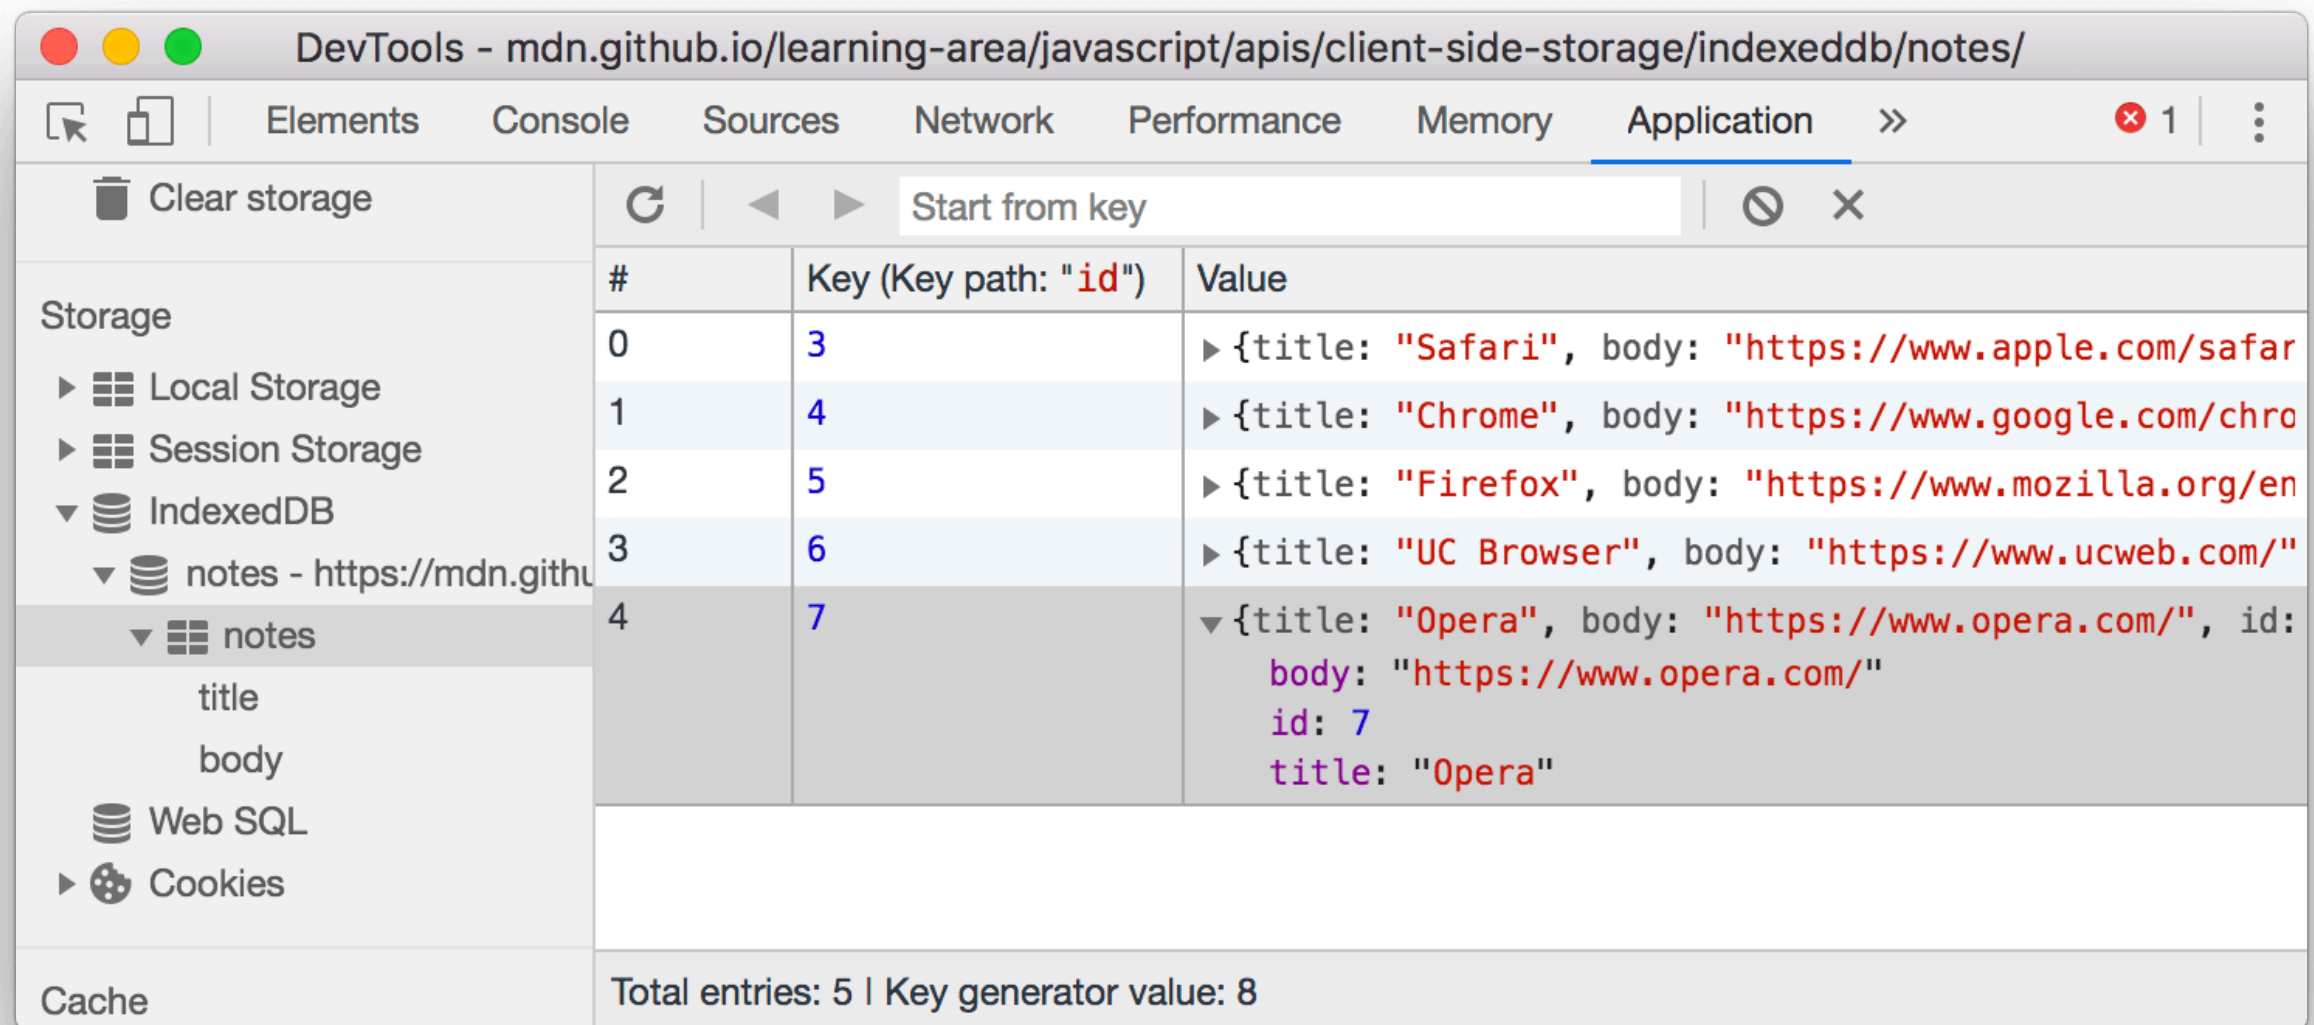 DevTools - mdn.github.io/learning-area/javascript/apis/client-side-storage/indexeddb/notes/
Elements Console Sources Network Performance Memory Application » 1
Clear storage
Storage
Local Storage
Session Storage
IndexedDB
notes - https://mdn.githu
notes
title
body
Web SQL
Cookies
Cache
Start from key
# Key (Key path: "id") Value
0 3 {title: "Safari", body: "https://www.apple.com/safar
1 4 {title: "Chrome", body: "https://www.google.com/chro
2 5 {title: "Firefox", body: "https://www.mozilla.org/en
3 6 {title: "UC Browser", body: "https://www.ucweb.com/"
4 7 {title: "Opera", body: "https://www.opera.com/", id:
body: "https://www.opera.com/"
id: 7
title: "Opera"
Total entries: 5 | Key generator value: 8